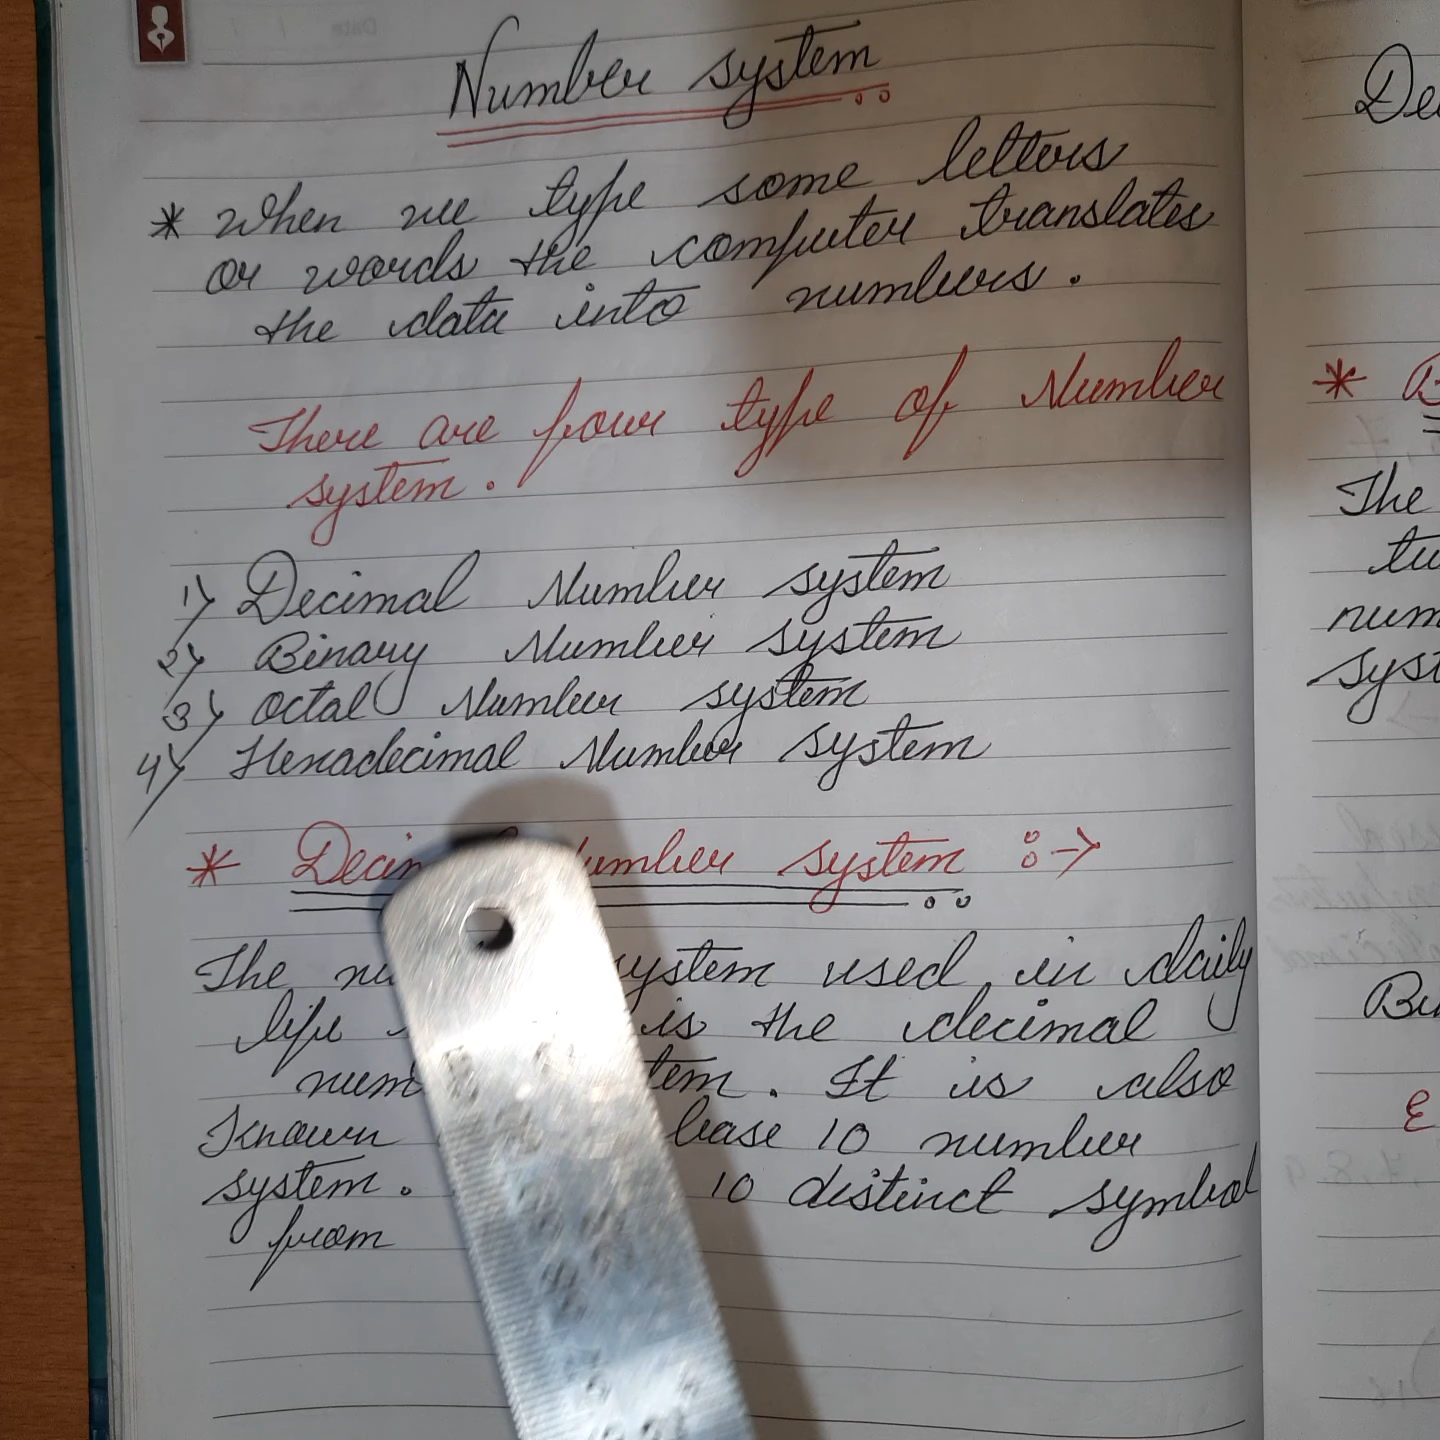 Number system
* When we type some letters
or words the computer translates
the data into numbers.
There are four type of Number
system.
1) Decimal Number system
2) Binary Number system
3) Octal Number system
4) Hexadecimal Number system
* Number system :->
The system used in daily
life is the decimal
. It is also
Known base 10 number
system. 10 distinct symbol
from
The